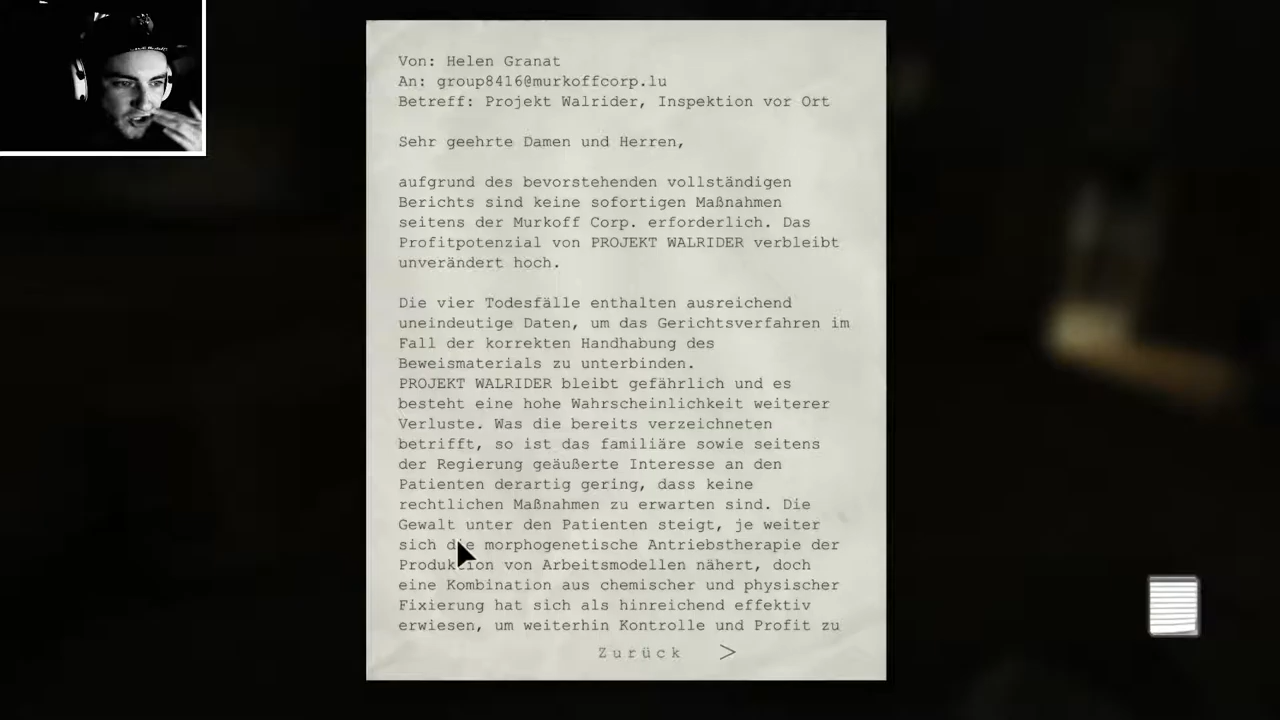 Von: Helen Granat
An: group8416@murkoffcorp.lu
Betreff: Projekt Walrider, Inspektion vor Ort
Sehr geehrte Damen und Herren,
aufgrund des bevorstehenden vollständigen
Berichts sind keine sofortigen Maßnahmen
seitens der Murkoff Corp. erforderlich. Das
Profitpotenzial von PROJEKT WALRIDER verbleibt
unverändert hoch.
Die vier Todesfälle enthalten ausreichend
uneindeutige Daten, um das Gerichtsverfahren im
Fall der korrekten Handhabung des
Beweismaterials zu unterbinden.
PROJEKT WALRIDER bleibt gefährlich und es
besteht eine hohe Wahrscheinlichkeit weiterer
Verluste. Was die bereits verzeichneten
betrifft, so ist das familiäre sowie seitens
der Regierung geäußerte Interesse an den
Patienten derartig gering, dass keine
rechtlichen Maßnahmen zu erwarten sind. Die
Gewalt unter den Patienten steigt, je weiter
sich die morphogenetische Antriebstherapie der
Produktion von Arbeitsmodellen nähert, doch
eine Kombination aus chemischer und physischer
Fixierung hat sich als hinreichend effektiv
erwiesen, um weiterhin Kontrolle und Profit zu
Zurück >